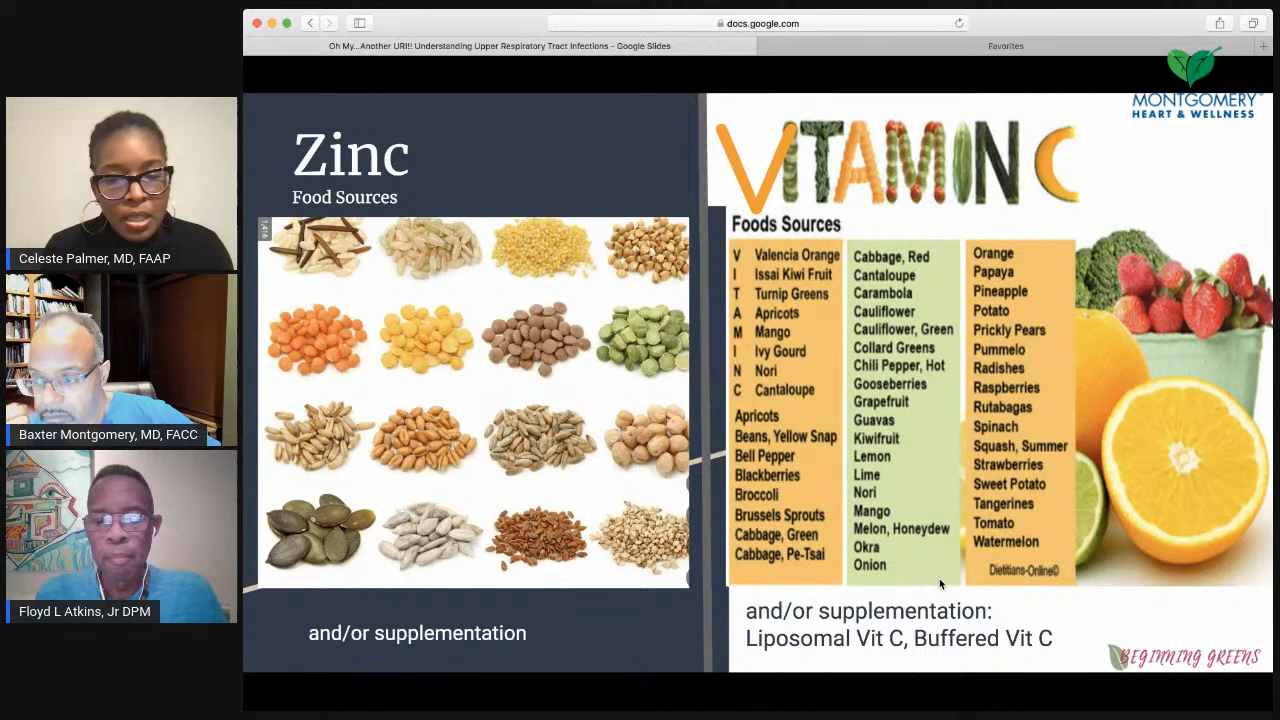 docs.google.com
Oh My...Another URI!! Understanding Upper Respiratory Tract Infections - Google Slides
Favorites
MONTGOMERY
HEART & WELLNESS
Celeste Palmer, MD, FAAP
Baxter Montgomery, MD, FACC
Floyd L Atkins, Jr DPM
Zinc
Food Sources
1,416
and/or supplementation
VITAMIN C
Foods Sources
V Valencia Orange
I Issai Kiwi Fruit
T Turnip Greens
A Apricots
M Mango
I Ivy Gourd
N Nori
C Cantaloupe
Apricots
Beans, Yellow Snap
Bell Pepper
Blackberries
Broccoli
Brussels Sprouts
Cabbage, Green
Cabbage, Pe-Tsai
Cabbage, Red
Cantaloupe
Carambola
Cauliflower
Cauliflower, Green
Collard Greens
Chili Pepper, Hot
Gooseberries
Grapefruit
Guavas
Kiwifruit
Lemon
Lime
Nori
Mango
Melon, Honeydew
Okra
Onion
Orange
Papaya
Pineapple
Potato
Prickly Pears
Pummelo
Radishes
Raspberries
Rutabagas
Spinach
Squash, Summer
Strawberries
Sweet Potato
Tangerines
Tomato
Watermelon
Dietitians-Online©
and/or supplementation:
Liposomal Vit C, Buffered Vit C
BEGINNING GREENS